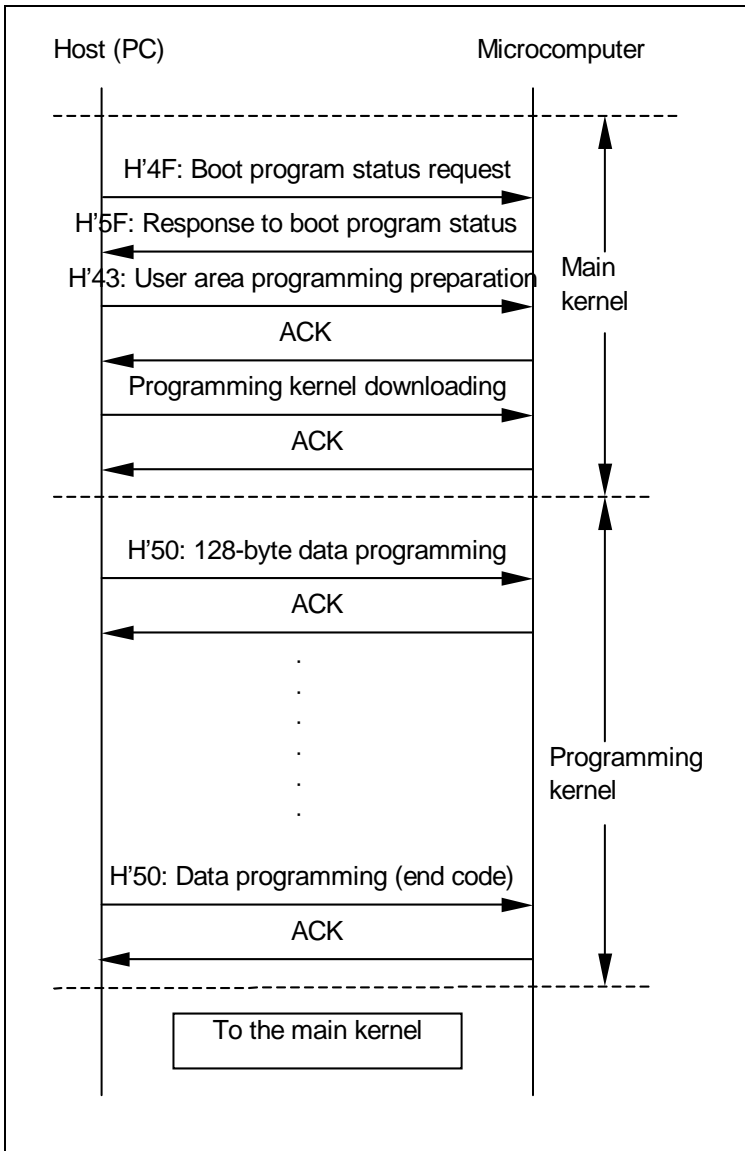 Host (PC)
Microcomputer
H'4F: Boot program status request
H'5F: Response to boot program status
H'43: User area programming preparation
ACK
Programming kernel downloading
ACK
Main
kernel
H'50: 128-byte data programming
ACK
.
.
.
.
.
.
Programming
kernel
H'50: Data programming (end code)
ACK
To the main kernel